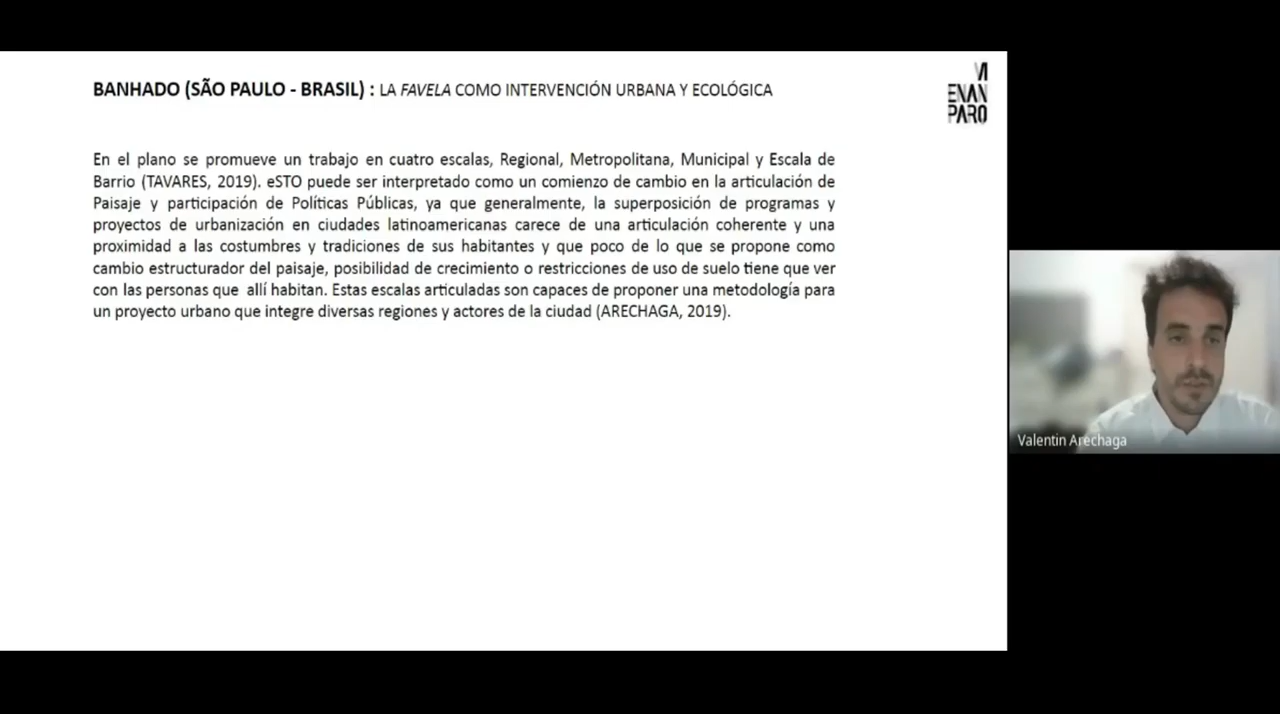 BANHADO (SÃO PAULO - BRASIL) : LA FAVELA COMO INTERVENCIÓN URBANA Y ECOLÓGICA
VI
ENAN
PARQ
En el plano se promueve un trabajo en cuatro escalas, Regional, Metropolitana, Municipal y Escala de
Barrio (TAVARES, 2019). eSTO puede ser interpretado como un comienzo de cambio en la articulación de
Paisaje y participación de Políticas Públicas, ya que generalmente, la superposición de programas y
proyectos de urbanización en ciudades latinoamericanas carece de una articulación coherente y una
proximidad a las costumbres y tradiciones de sus habitantes y que poco de lo que se propone como
cambio estructurador del paisaje, posibilidad de crecimiento o restricciones de uso de suelo tiene que ver
con las personas que allí habitan. Estas escalas articuladas son capaces de proponer una metodología para
un proyecto urbano que integre diversas regiones y actores de la ciudad (ARECHAGA, 2019).
Valentin Arechaga